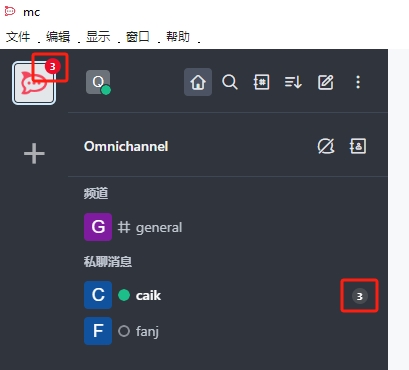 mc
文件 . 编辑 . 显示 . 窗口 . 帮助 .
3
O
Omnichannel
频道
G # general
私聊消息
C caik 3
F fanj